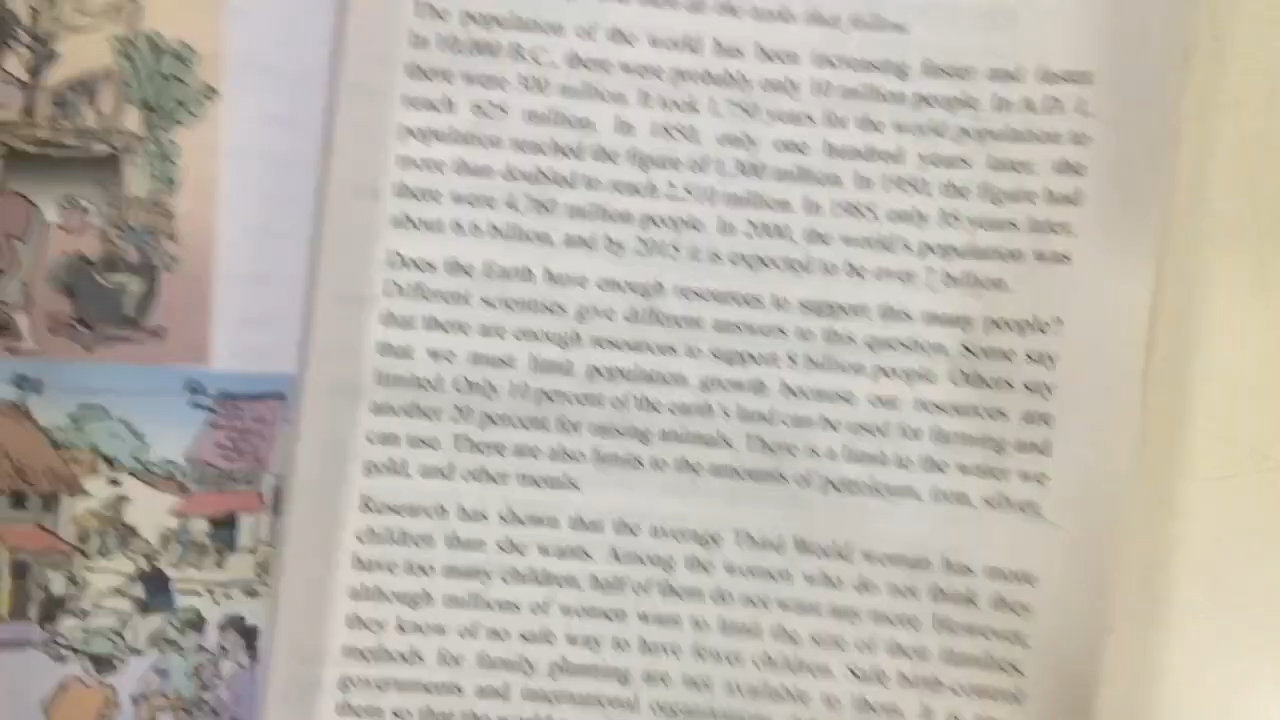 the tasks that follow.
The population of the world has been increasing faster and faster.
In 10,000 B.C., there were probably only 10 million people. In A.D. 1,
there were 300 million. It took 1,750 years for the world population to
reach 625 million. In 1850, only one hundred years later, the
population reached the figure of 1,300 million. In 1950, the figure had
more than doubled to reach 2,510 million. In 1985, only 35 years later,
there were 4,760 million people. In 2000, the world's population was
about 6.6 billion, and by 2015 it is expected to be over 7 billion.
Does the Earth have enough resources to support this many people?
Different scientists give different answers to this question. Some say
that there are enough resources to support 8 billion people. Others say
that we must limit population growth because our resources are
limited. Only 10 percent of the earth's land can be used for farming and
another 20 percent for raising animals. There is a limit to the water we
can use. There are also limits to the amounts of petroleum, iron, silver,
gold, and other metals.
Research has shown that the average Third World woman has more
children than she wants. Among the women who do not think they
have too many children, half of them do not want any more. However,
although millions of women want to limit the size of their families,
they know of no safe way to have fewer children. Safe birth-control
methods for family planning are not available to them. It is
governments and international
them so that the